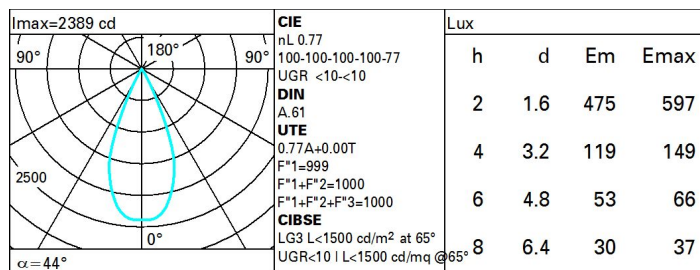 Imax=2389 cd
90° 180° 90°
2500
0°
α=44°
CIE
nL 0.77
100-100-100-100-77
UGR <10-<10
DIN
A.61
UTE
0.77A+0.00T
F"1=999
F"1+F"2=1000
F"1+F"2+F"3=1000
CIBSE
LG3 L<1500 cd/m² at 65°
UGR<10 | L<1500 cd/mq @65°
Lux
h d Em Emax
2 1.6 475 597
4 3.2 119 149
6 4.8 53 66
8 6.4 30 37